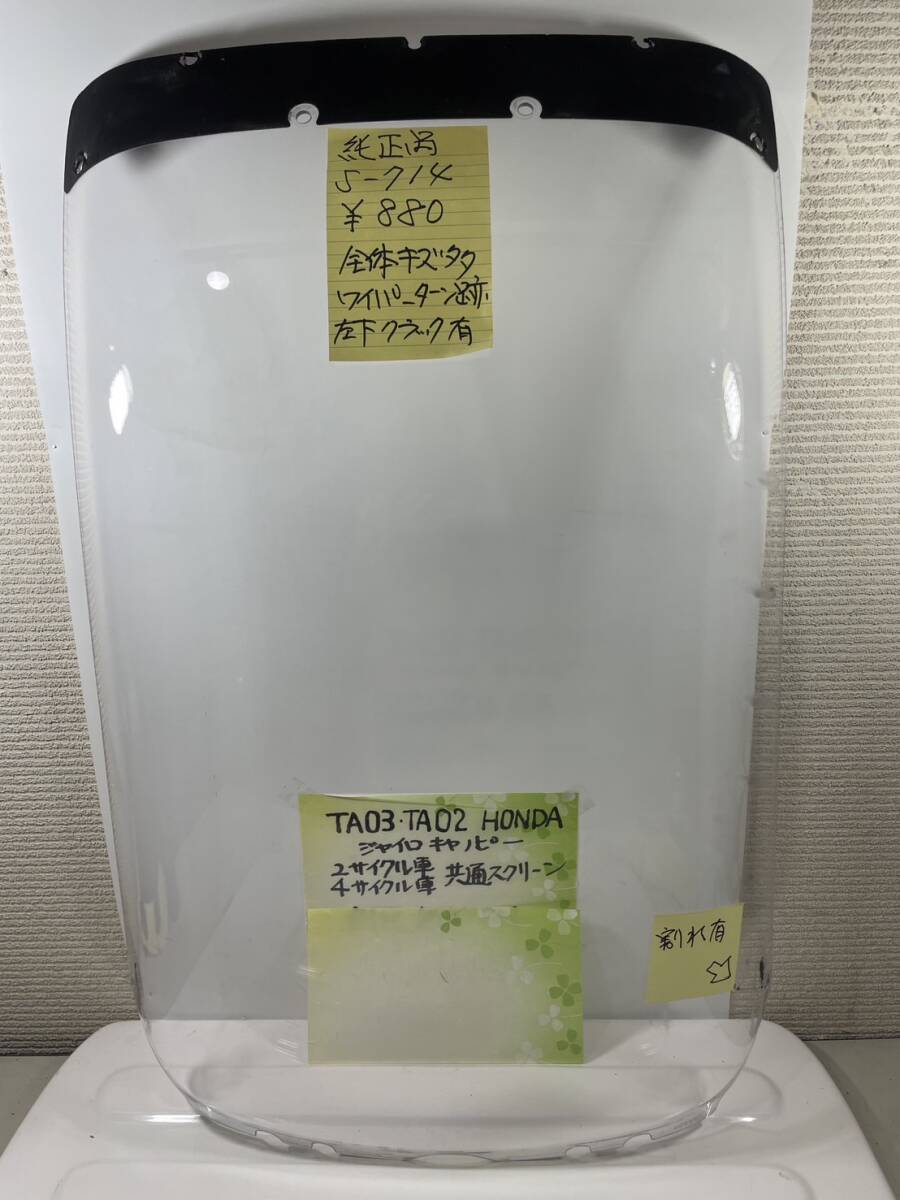 純正品
S-714
¥880
全体キズ・タク
ワイパーターン跡
左下クラック有
TA03・TA02 HONDA
ジャイロキャノピー
2サイクル車
4サイクル車 共通スクリーン
割れ有